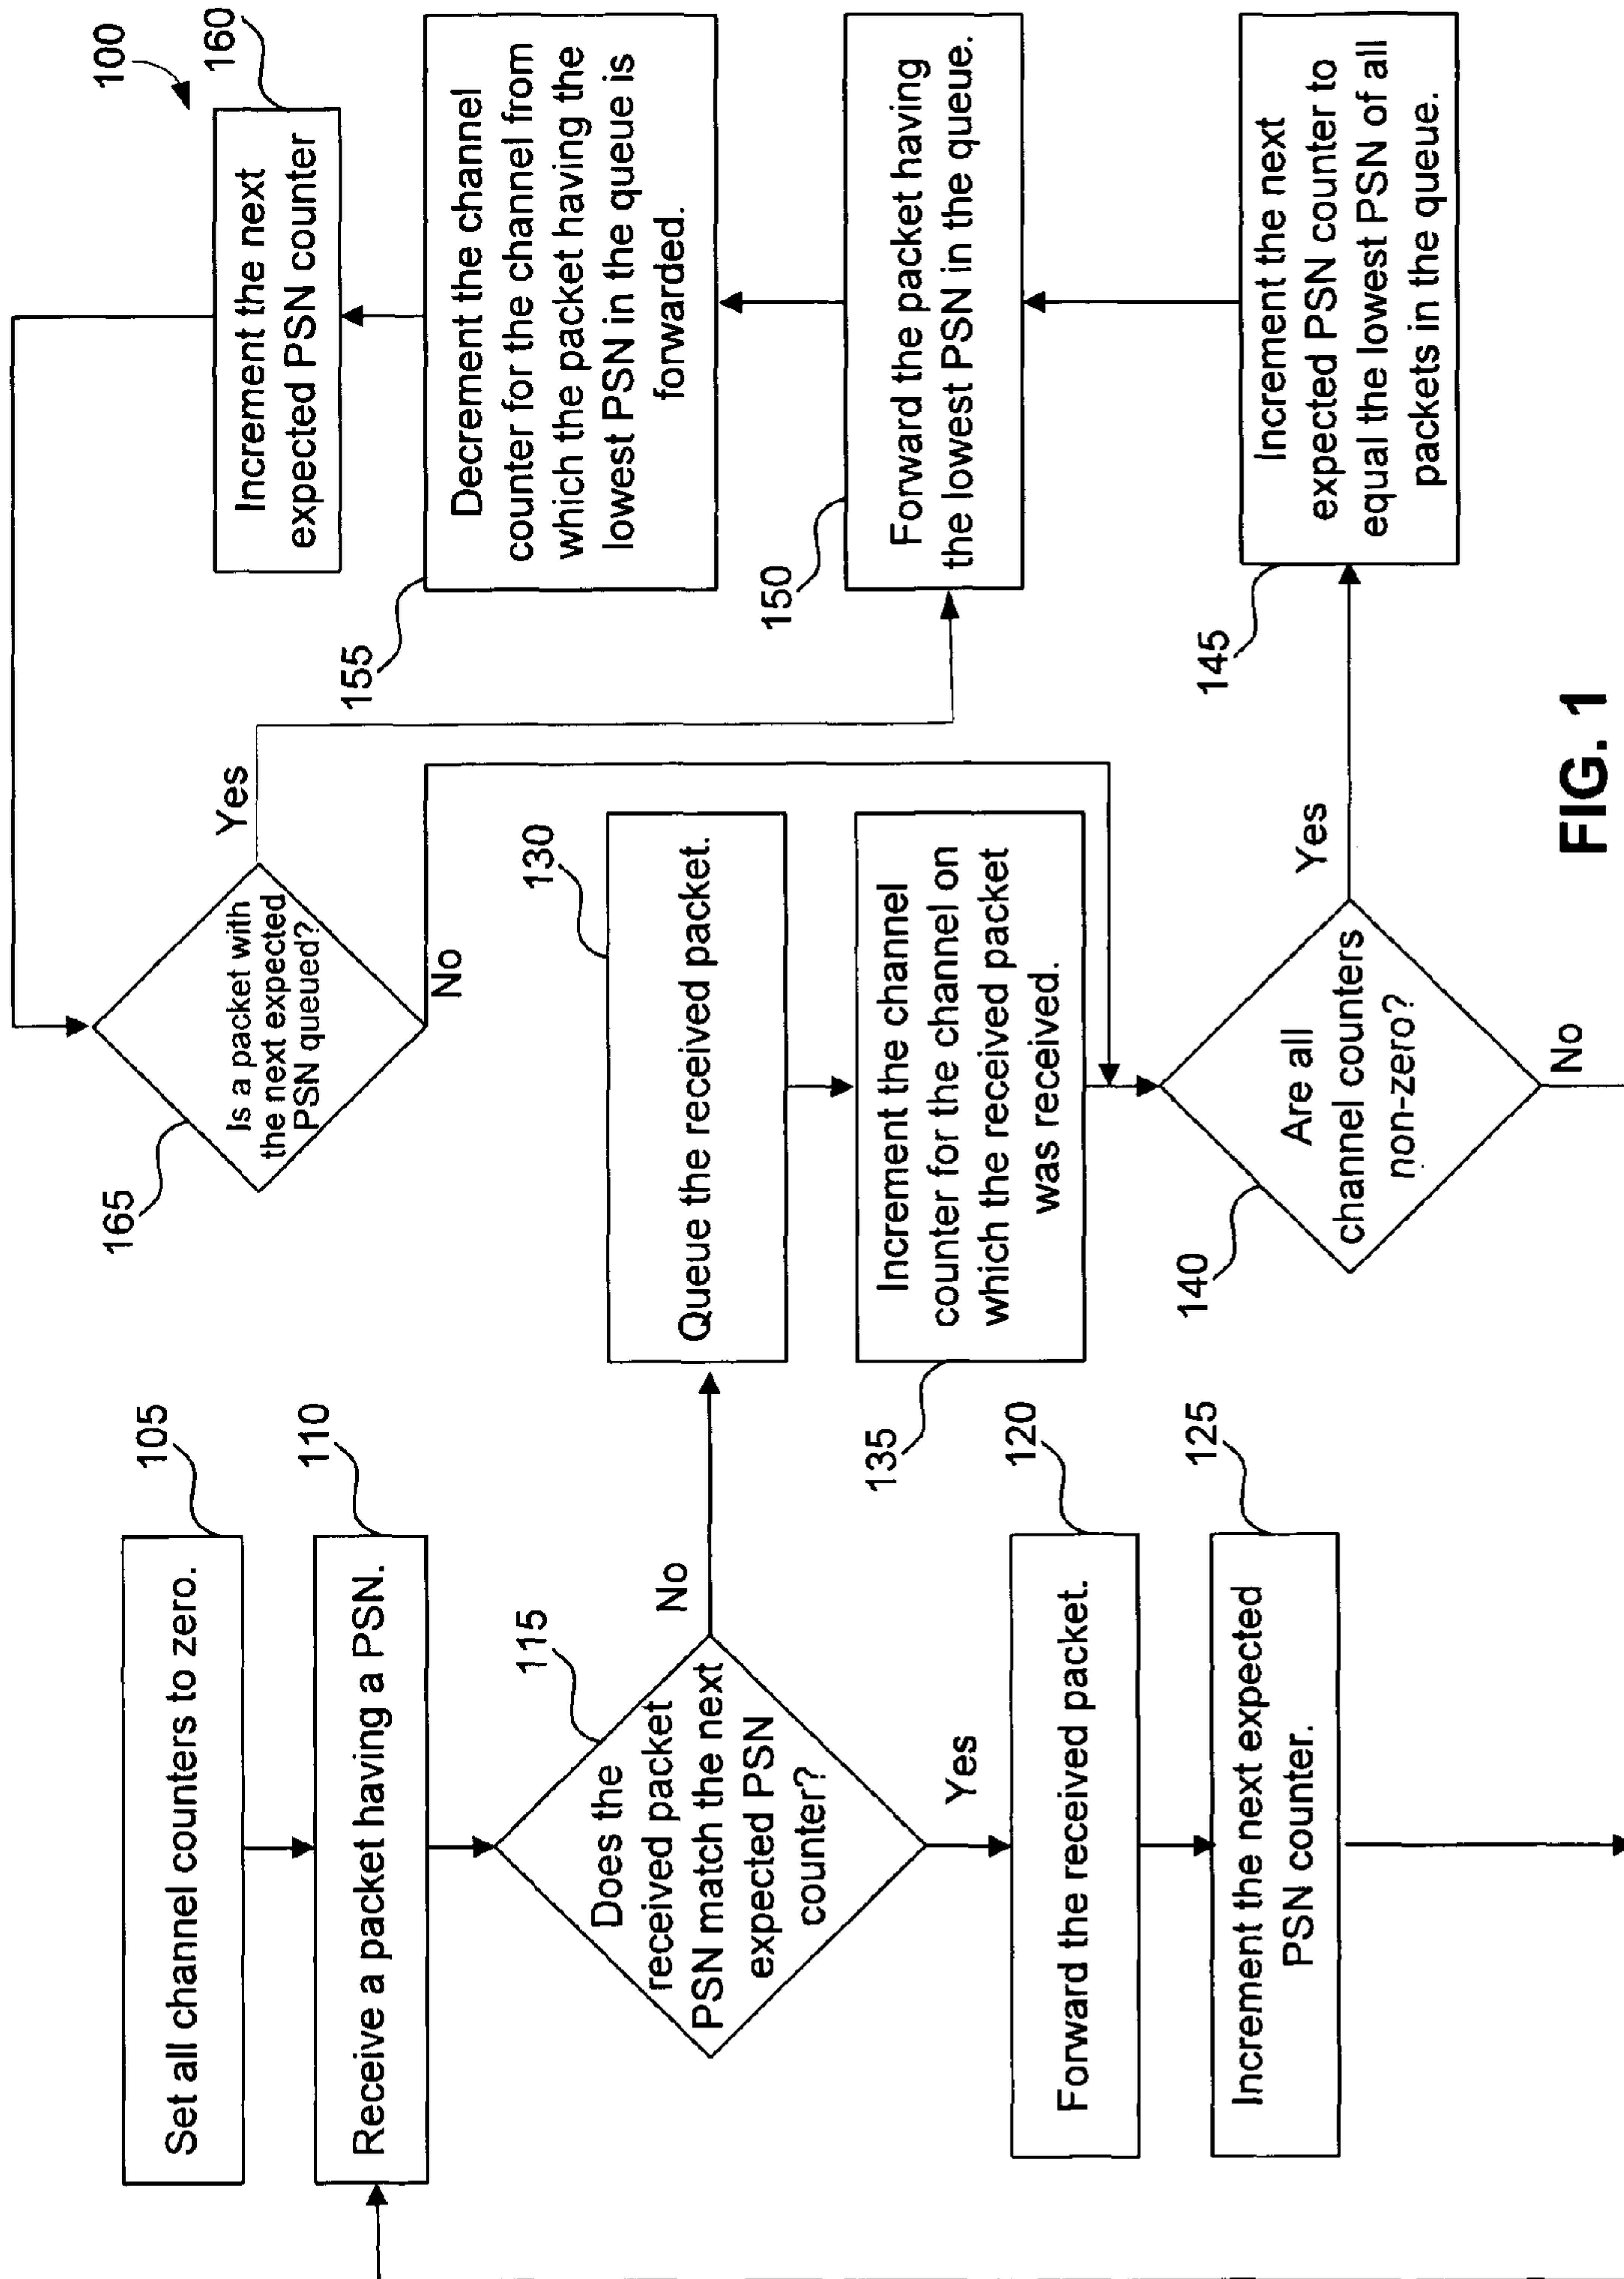 100
105
Set all channel counters to zero.
110
Receive a packet having a PSN.
115
Does the
received packet
PSN match the next
expected PSN
counter?
No
Yes
120
Forward the received packet.
125
Increment the next expected
PSN counter.
130
Queue the received packet.
135
Increment the channel
counter for the channel on
which the received packet
was received.
140
Are all
channel counters
non-zero?
No
Yes
145
Increment the next
expected PSN counter to
equal the lowest PSN of all
packets in the queue.
150
Forward the packet having
the lowest PSN in the queue.
155
Decrement the channel
counter for the channel from
which the packet having the
lowest PSN in the queue is
forwarded.
160
Increment the next
expected PSN counter
165
Is a packet with
the next expected
PSN queued?
Yes
No
FIG. 1